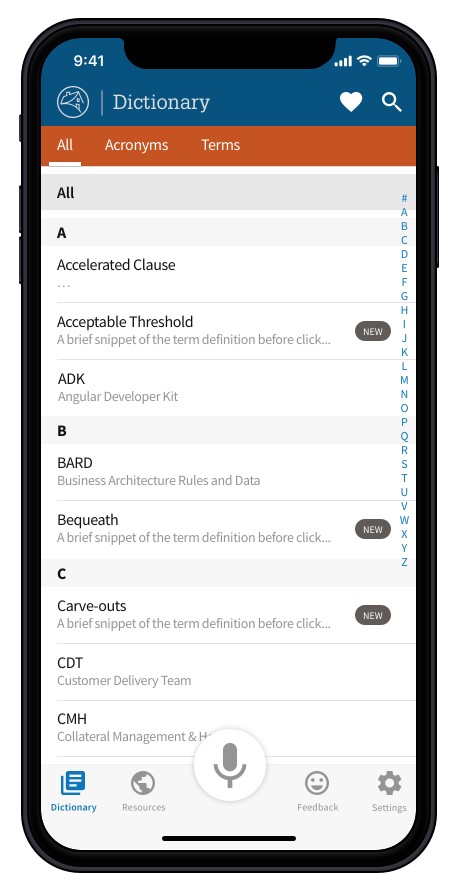 9:41
Dictionary
All Acronyms Terms
All
A
Accelerated Clause
...
Acceptable Threshold
A brief snippet of the term definition before click...
NEW
ADK
Angular Developer Kit
B
BARD
Business Architecture Rules and Data
Bequeath
A brief snippet of the term definition before click...
NEW
C
Carve-outs
A brief snippet of the term definition before click...
NEW
CDT
Customer Delivery Team
CMH
Collateral Management &
#
A
B
C
D
E
F
G
H
I
J
K
L
M
N
O
P
Q
R
S
T
U
V
W
X
Y
Z
Dictionary Resources Feedback Settings